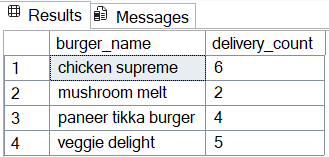 Results Messages
burger_name delivery_count
1 chicken supreme 6
2 mushroom melt 2
3 paneer tikka burger 4
4 veggie delight 5